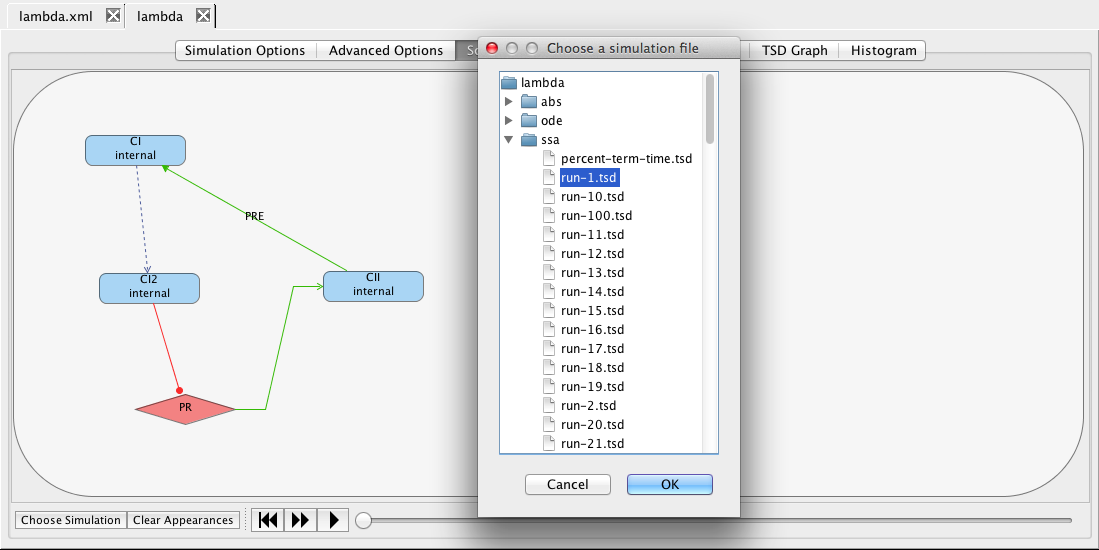 lambda.xml
lambda
Simulation Options
Advanced Options
TSD Graph
Histogram
Choose a simulation file
lambda
abs
ode
ssa
percent-term-time.tsd
run-1.tsd
run-10.tsd
run-100.tsd
run-11.tsd
run-12.tsd
run-13.tsd
run-14.tsd
run-15.tsd
run-16.tsd
run-17.tsd
run-18.tsd
run-19.tsd
run-2.tsd
run-20.tsd
run-21.tsd
Cancel
OK
CI
internal
PRE
CI2
internal
CII
internal
PR
Choose Simulation
Clear Appearances